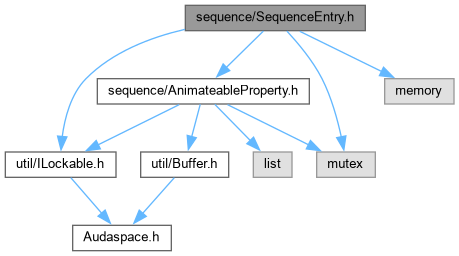 sequence/SequenceEntry.h
sequence/AnimateableProperty.h
memory
util/ILockable.h
util/Buffer.h
list
mutex
Audaspace.h